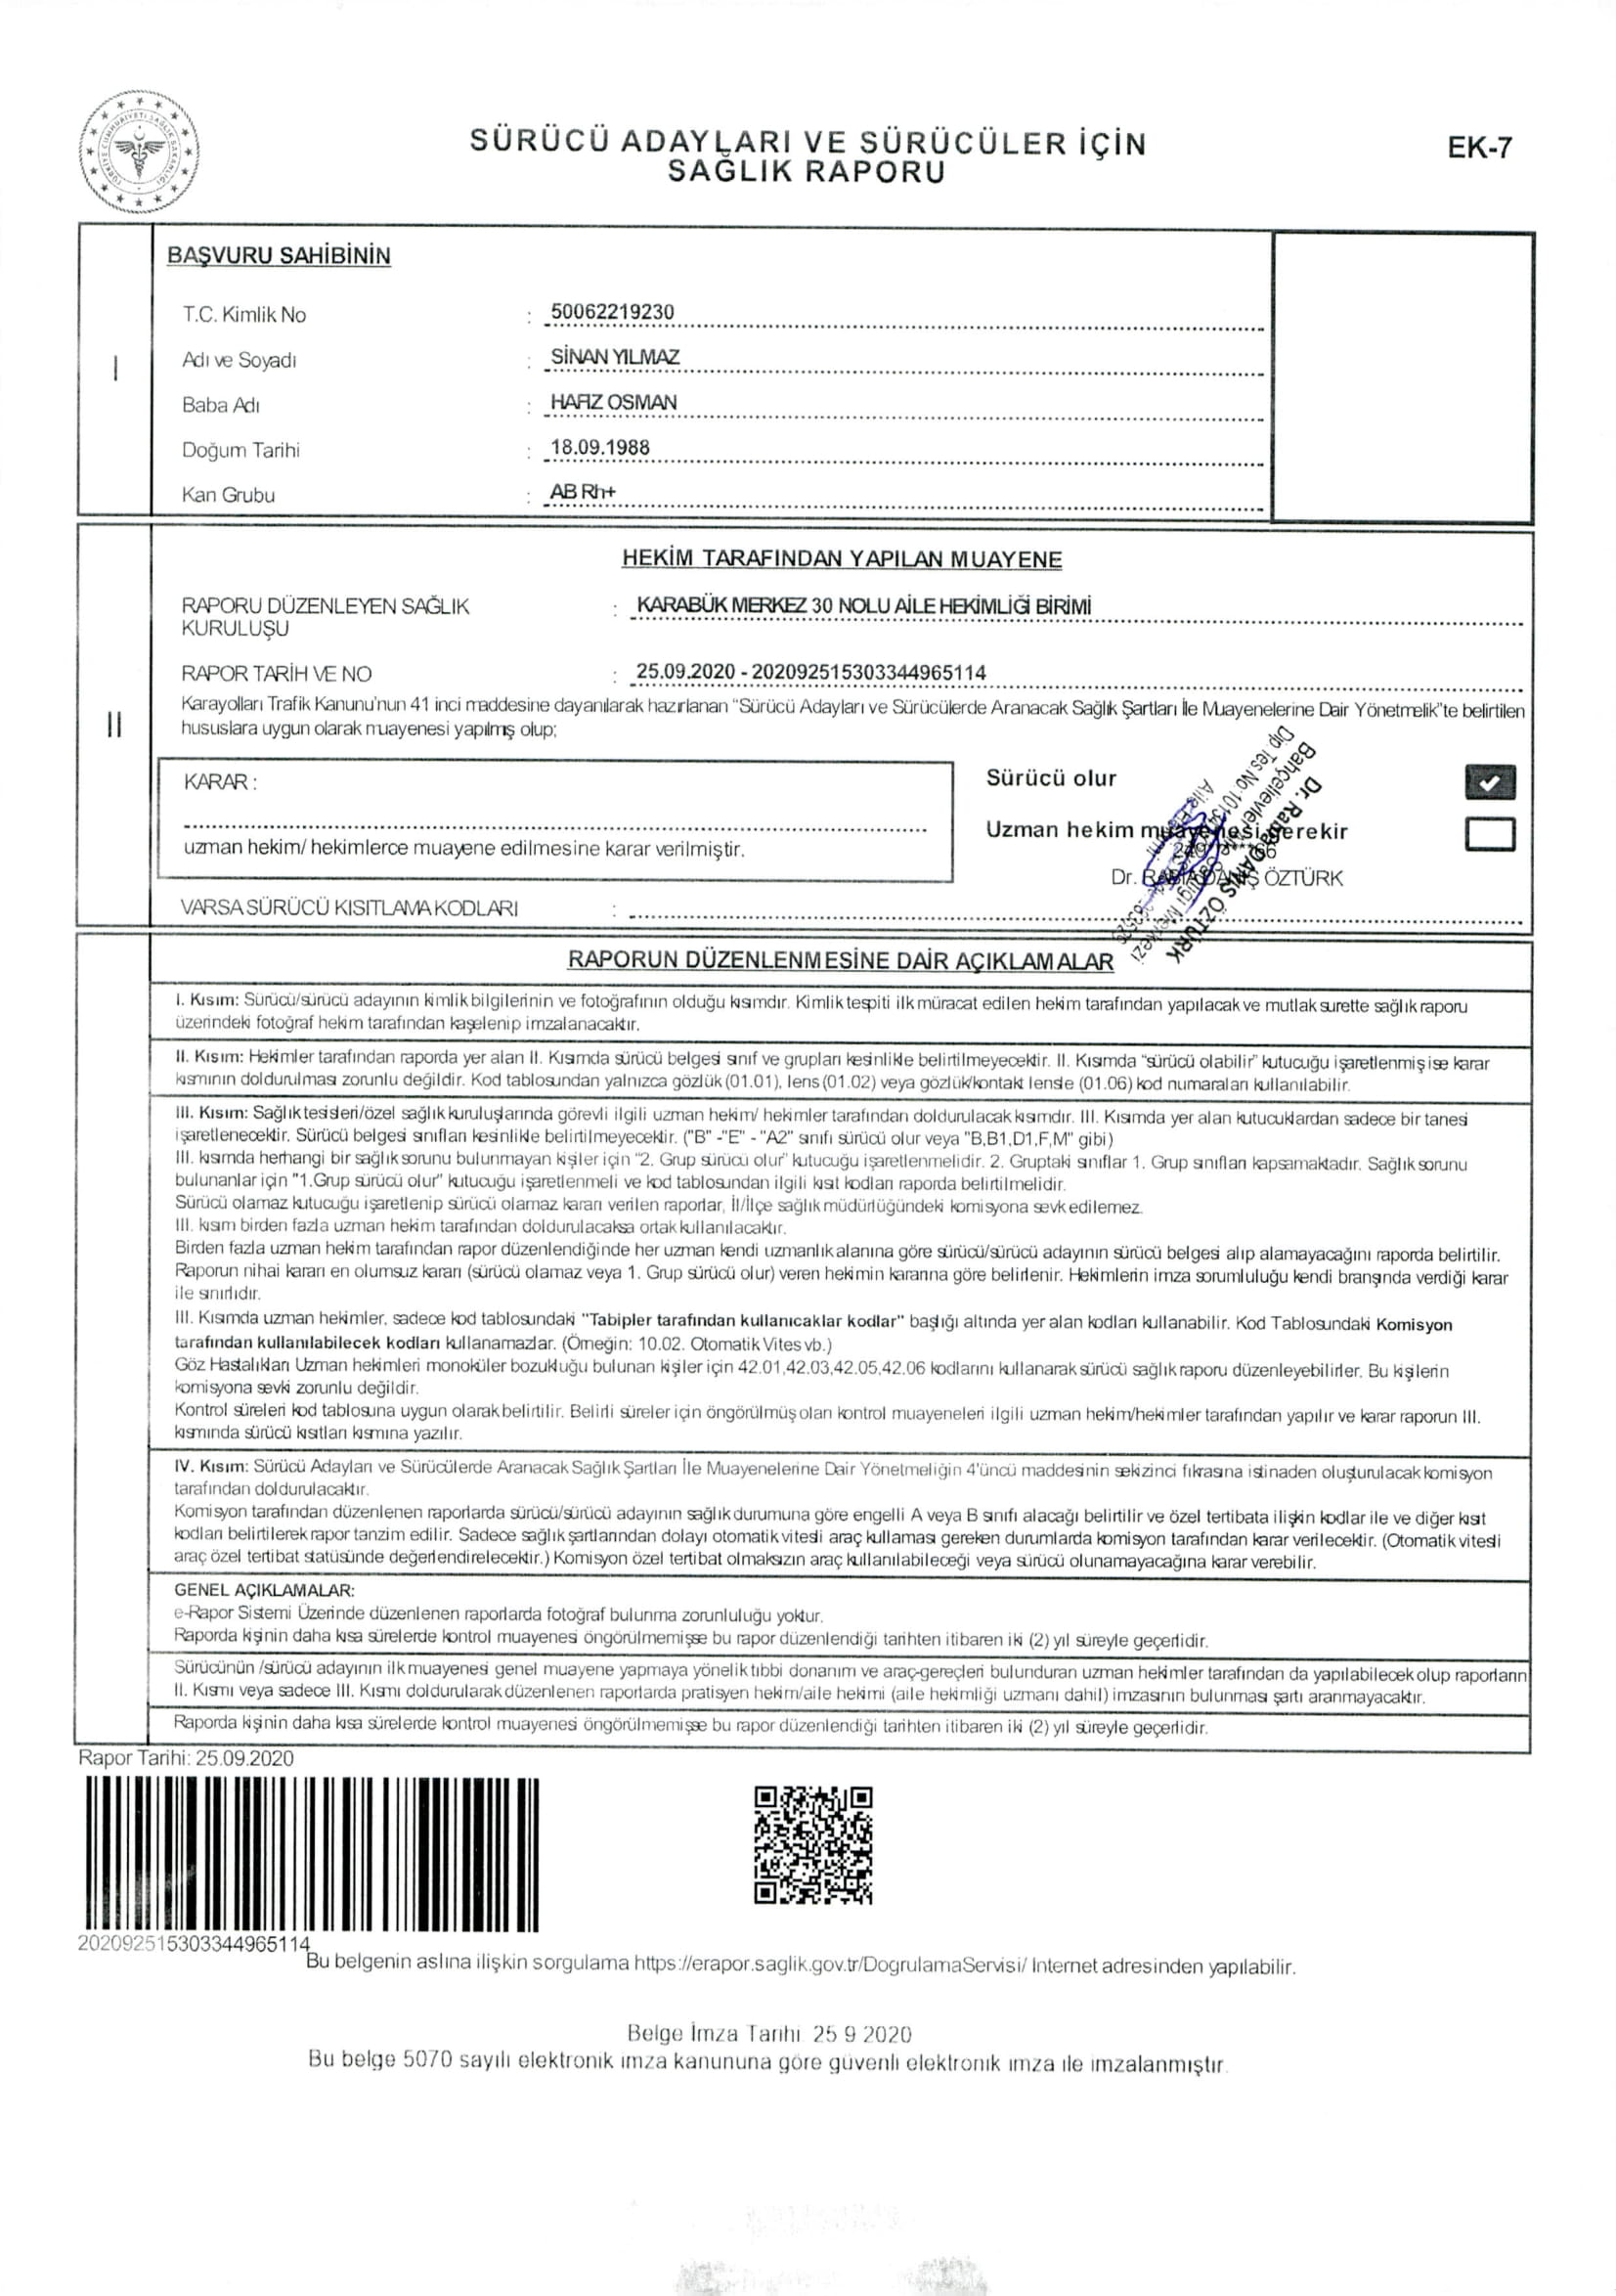 SÜRÜCÜ ADAYLARI VE SÜRÜCÜLER İÇİN
SAĞLIK RAPORU
EK-7
I
BAŞVURU SAHİBİNİN
T.C. Kimlik No : 50062219230
Adı ve Soyadı : SİNAN YILMAZ
Baba Adı : HAFIZ OSMAN
Doğum Tarihi : 18.09.1988
Kan Grubu : AB Rh+
II
HEKİM TARAFINDAN YAPILAN MUAYENE
RAPORU DÜZENLEYEN SAĞLIK : KARABÜK MERKEZ 30 NOLU AİLE HEKİMLİĞİ BİRİMİ
KURULUŞU
RAPOR TARİH VE NO : 25.09.2020 - 202092515303344965114
Karayolları Trafik Kanunu'nun 41 inci maddesine dayanılarak hazırlanan "Sürücü Adayları ve Sürücülerde Aranacak Sağlık Şartları İle Muayenelerine Dair Yönetmelik"te belirtilen
hususlara uygun olarak muayenesi yapılmış olup;
KARAR :
uzman hekim/ hekimlerce muayene edilmesine karar verilmiştir.
Sürücü olur
Uzman hekim muayenesi gerekir
Dr. RABİA DANIŞ ÖZTÜRK
VARSA SÜRÜCÜ KISITLAMA KODLARI :
RAPORUN DÜZENLENMESİNE DAİR AÇIKLAMALAR
I. Kısım: Sürücü/sürücü adayının kimlik bilgilerinin ve fotoğrafının olduğu kısımdır. Kimlik tespiti ilk müracat edilen hekim tarafından yapılacak ve mutlak surette sağlık raporu
üzerindeki fotoğraf hekim tarafından kaşelenip imzalanacaktır.
II. Kısım: Hekimler tarafından raporda yer alan II. Kısımda sürücü belgesi sınıf ve grupları kesinlikle belirtilmeyecektir. II. Kısımda "sürücü olabilir" kutucuğu işaretlenmiş ise karar
kısmının doldurulması zorunlu değildir. Kod tablosundan yalnızca gözlük (01.01), lens (01.02) veya gözlük/kontakt lensle (01.06) kod numaraları kullanılabilir.
III. Kısım: Sağlık tesisleri/özel sağlık kuruluşlarında görevli ilgili uzman hekim/ hekimler tarafından doldurulacak kısımdır. III. Kısımda yer alan kutucuklardan sadece bir tanesi
işaretlenecektir. Sürücü belgesi sınıfları kesinlikle belirtilmeyecektir. ("B" -"E" - "A2" sınıfı sürücü olur veya "B,B1,D1,F,M" gibi)
III. kısımda herhangi bir sağlık sorunu bulunmayan kişiler için "2. Grup sürücü olur" kutucuğu işaretlenmelidir. 2. Gruptaki sınıflar 1. Grup sınıfları kapsamaktadır. Sağlık sorunu
bulunanlar için "1.Grup sürücü olur" kutucuğu işaretlenmeli ve kod tablosundan ilgili kısıt kodları raporda belirtilmelidir.
Sürücü olamaz kutucuğu işaretlenip sürücü olamaz kararı verilen raporlar, İl/İlçe sağlık müdürlüğündeki komisyona sevk edilemez.
III. kısım birden fazla uzman hekim tarafından doldurulacaksa ortak kullanılacaktır.
Birden fazla uzman hekim tarafından rapor düzenlendiğinde her uzman kendi uzmanlık alanına göre sürücü/sürücü adayının sürücü belgesi alıp alamayacağını raporda belirtilir.
Raporun nihai kararı en olumsuz kararı (sürücü olamaz veya 1. Grup sürücü olur) veren hekimin kararına göre belirlenir. Hekimlerin imza sorumluluğu kendi branşında verdiği karar
ile sınırlıdır.
III. Kısımda uzman hekimler, sadece kod tablosundaki "Tabipler tarafından kullanıcaklar kodlar" başlığı altında yer alan kodları kullanabilir. Kod Tablosundaki Komisyon
tarafından kullanılabilecek kodları kullanamazlar. (Örneğin: 10.02. Otomatik Vites vb.)
Göz Hastalıkları Uzman hekimleri monoküler bozukluğu bulunan kişiler için 42.01,42.03,42.05,42.06 kodlarını kullanarak sürücü sağlık raporu düzenleyebilirler. Bu kişilerin
komisyona sevki zorunlu değildir.
Kontrol süreleri kod tablosuna uygun olarak belirtilir. Belirli süreler için öngörülmüş olan kontrol muayeneleri ilgili uzman hekim/hekimler tarafından yapılır ve karar raporun III.
kısmında sürücü kısıtları kısmına yazılır.
IV. Kısım: Sürücü Adayları ve Sürücülerde Aranacak Sağlık Şartları İle Muayenelerine Dair Yönetmeliğin 4'üncü maddesinin sekizinci fıkrasına istinaden oluşturulacak komisyon
tarafından doldurulacaktır.
Komisyon tarafından düzenlenen raporlarda sürücü/sürücü adayının sağlık durumuna göre engelli A veya B sınıfı alacağı belirtilir ve özel tertibata ilişkin kodlar ile ve diğer kısıt
kodları belirtilerek rapor tanzim edilir. Sadece sağlık şartlarından dolayı otomatik vitesli araç kullaması gereken durumlarda komisyon tarafından karar verilecektir. (Otomatik vitesli
araç özel tertibat statüsünde değerlendirelecektir.) Komisyon özel tertibat olmaksızın araç kullanılabileceği veya sürücü olunamayacağına karar verebilir.
GENEL AÇIKLAMALAR:
e-Rapor Sistemi Üzerinde düzenlenen raporlarda fotoğraf bulunma zorunluluğu yoktur.
Raporda kişinin daha kısa sürelerde kontrol muayenesi öngörülmemişse bu rapor düzenlendiği tarihten itibaren iki (2) yıl süreyle geçerlidir.
Sürücünün /sürücü adayının ilk muayenesi genel muayene yapmaya yönelik tıbbi donanım ve araç-gereçleri bulunduran uzman hekimler tarafından da yapılabilecek olup raporların
II. Kısmı veya sadece III. Kısmı doldurularak düzenlenen raporlarda pratisyen hekim/aile hekimi (aile hekimliği uzmanı dahil) imzasının bulunması şartı aranmayacaktır.
Raporda kişinin daha kısa sürelerde kontrol muayenesi öngörülmemişse bu rapor düzenlendiği tarihten itibaren iki (2) yıl süreyle geçerlidir.
Rapor Tarihi: 25.09.2020
202092515303344965114
Bu belgenin aslına ilişkin sorgulama https://erapor.saglik.gov.tr/DogrulamaServisi/ Internet adresinden yapılabilir.
Belge İmza Tarihi 25 9 2020
Bu belge 5070 sayılı elektronik imza kanununa göre güvenli elektronik imza ile imzalanmıştır.